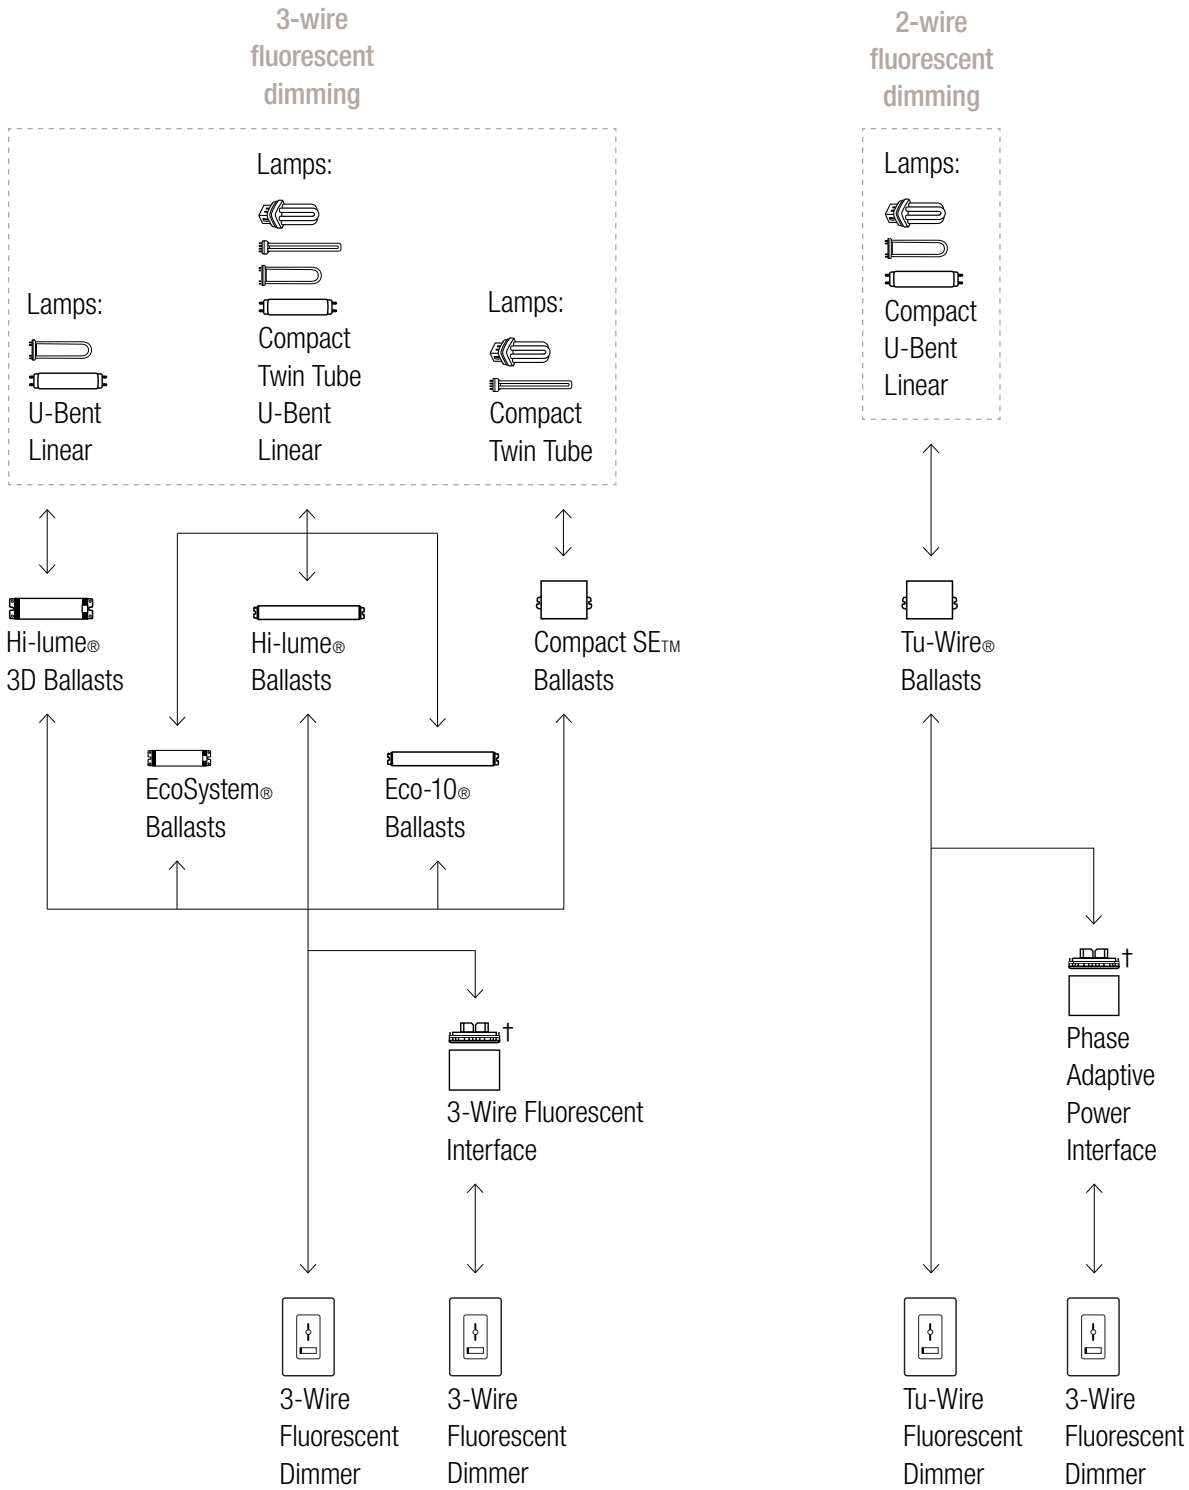 3-wire
fluorescent
dimming
Lamps:
U-Bent
Linear
Lamps:
Compact
Twin Tube
U-Bent
Linear
Lamps:
Compact
Twin Tube
Hi-lume®
3D Ballasts
Hi-lume®
Ballasts
Compact SE™
Ballasts
EcoSystem®
Ballasts
Eco-10®
Ballasts
†
3-Wire Fluorescent
Interface
3-Wire
Fluorescent
Dimmer
3-Wire
Fluorescent
Dimmer
2-wire
fluorescent
dimming
Lamps:
Compact
U-Bent
Linear
Tu-Wire®
Ballasts
†
Phase
Adaptive
Power
Interface
Tu-Wire
Fluorescent
Dimmer
3-Wire
Fluorescent
Dimmer